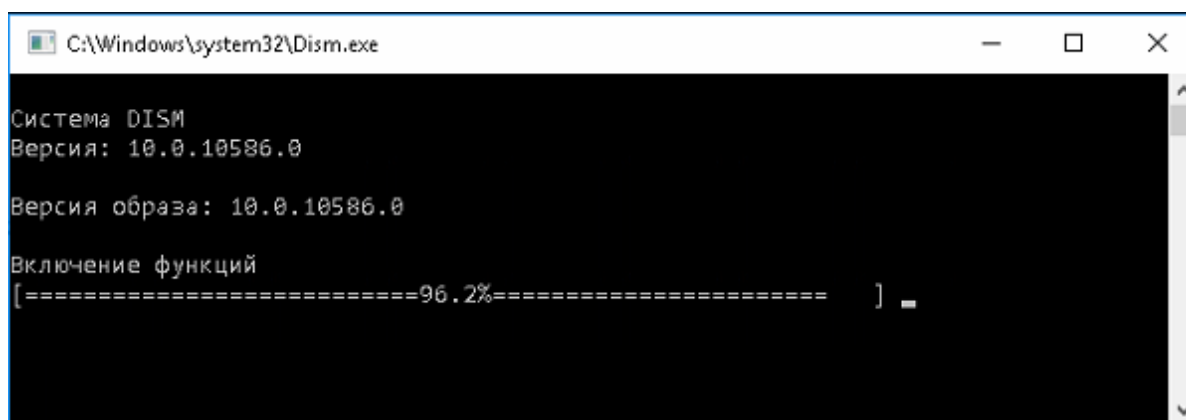 C:\Windows\system32\Dism.exe
Cистема DISM
Версия: 10.0.10586.0
Версия образа: 10.0.10586.0
Включение функций
[===========================96.2%======================= ]